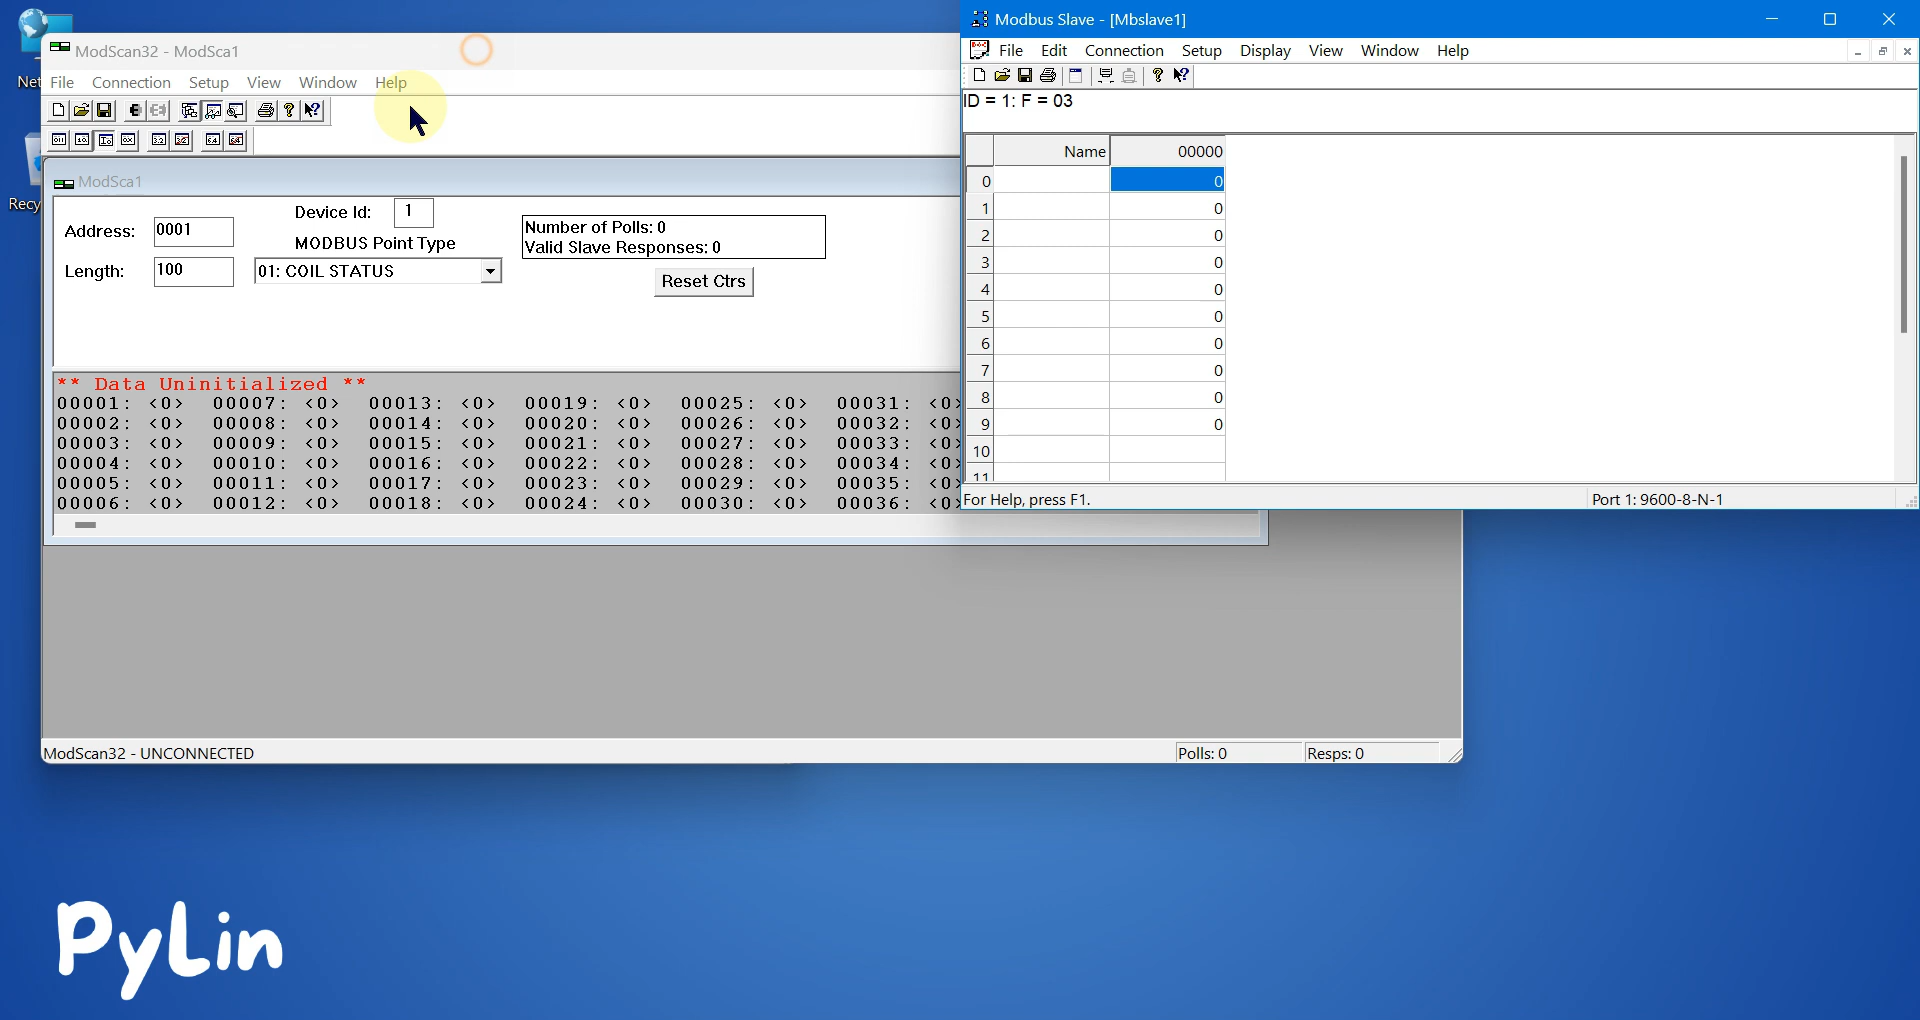 Net
Recy
ModScan32 - ModSca1
File Connection Setup View Window Help
ModSca1
Address: 0001
Device Id: 1
MODBUS Point Type
Length: 100
01: COIL STATUS
Number of Polls: 0
Valid Slave Responses: 0
Reset Ctrs
** Data Uninitialized **
00001: <0> 00007: <0> 00013: <0> 00019: <0> 00025: <0> 00031: <0>
00002: <0> 00008: <0> 00014: <0> 00020: <0> 00026: <0> 00032: <0>
00003: <0> 00009: <0> 00015: <0> 00021: <0> 00027: <0> 00033: <0>
00004: <0> 00010: <0> 00016: <0> 00022: <0> 00028: <0> 00034: <0>
00005: <0> 00011: <0> 00017: <0> 00023: <0> 00029: <0> 00035: <0>
00006: <0> 00012: <0> 00018: <0> 00024: <0> 00030: <0> 00036: <0>
ModScan32 - UNCONNECTED
Polls: 0
Resps: 0
Modbus Slave - [Mbslave1]
File Edit Connection Setup Display View Window Help
ID = 1: F = 03
Name 00000
0 0
1 0
2 0
3 0
4 0
5 0
6 0
7 0
8 0
9 0
10
11
For Help, press F1.
Port 1: 9600-8-N-1
PyLin